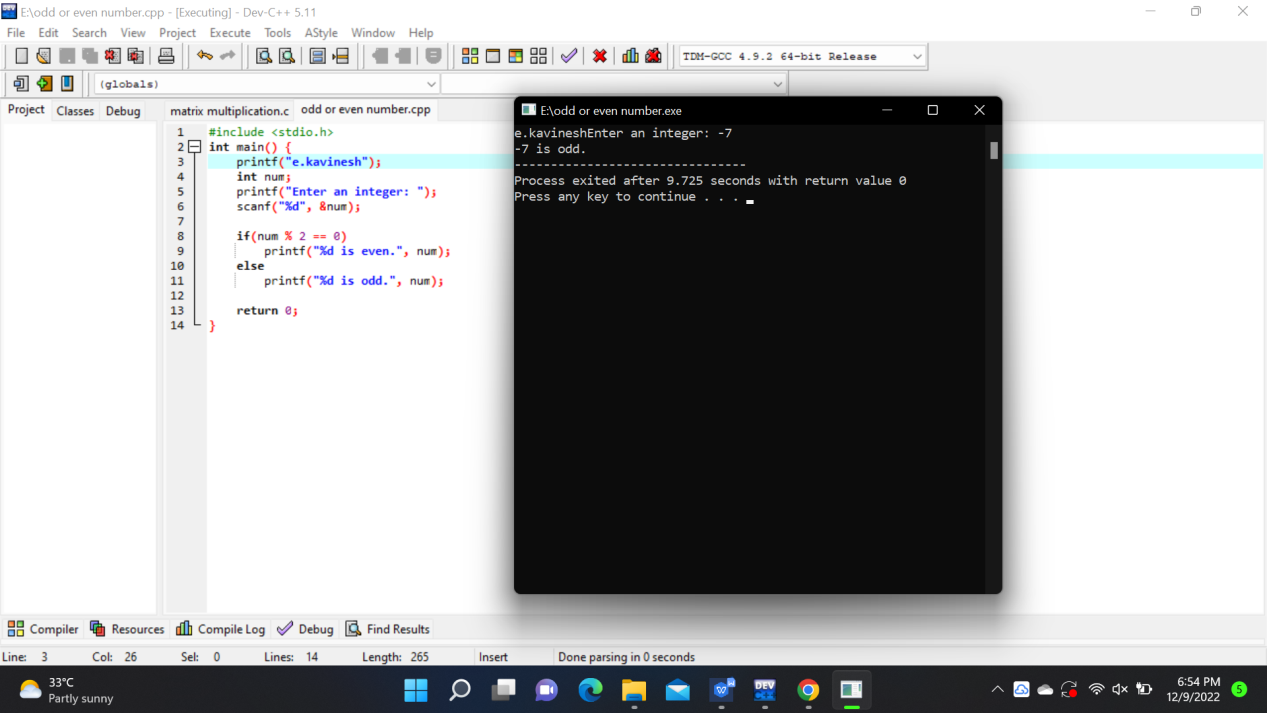 E:\odd or even number.cpp - [Executing] - Dev-C++ 5.11
File Edit Search View Project Execute Tools AStyle Window Help
TDM-GCC 4.9.2 64-bit Release
(globals)
Project Classes Debug
matrix multiplication.c odd or even number.cpp
1 #include <stdio.h>
2 int main() {
3 printf("e.kavinesh");
4 int num;
5 printf("Enter an integer: ");
6 scanf("%d", &num);
7
8 if(num % 2 == 0)
9 printf("%d is even.", num);
10 else
11 printf("%d is odd.", num);
12
13 return 0;
14 }
E:\odd or even number.exe
e.kavineshEnter an integer: -7
-7 is odd.
--------------------------------
Process exited after 9.725 seconds with return value 0
Press any key to continue . . .
Compiler Resources Compile Log Debug Find Results
Line: 3 Col: 26 Sel: 0 Lines: 14 Length: 265 Insert Done parsing in 0 seconds
33°C
Partly sunny
DEV
C++
6:54 PM
12/9/2022
5